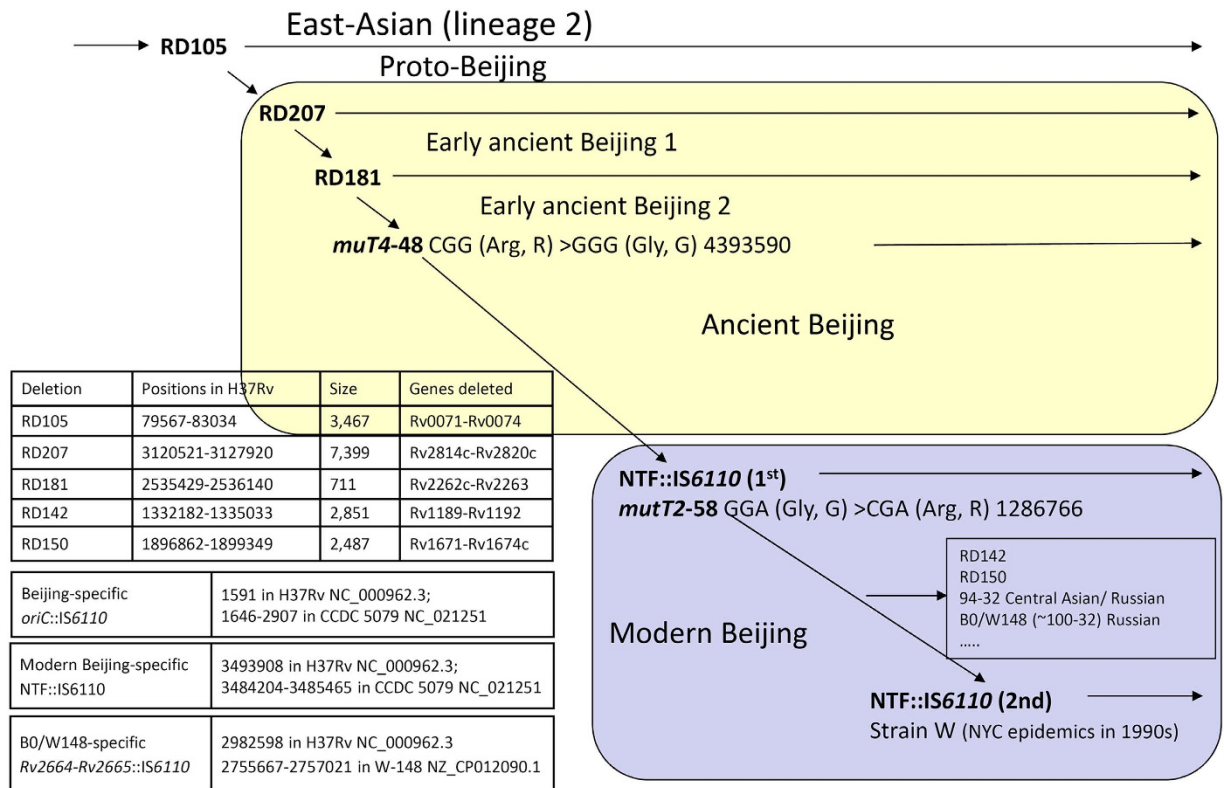 East-Asian (lineage 2)
RD105
Proto-Beijing
RD207
Early ancient Beijing 1
RD181
Early ancient Beijing 2
muT4-48 CGG (Arg, R) >GGG (Gly, G) 4393590
Ancient Beijing
Deletion Positions in H37Rv Size Genes deleted
RD105 79567-83034 3,467 Rv0071-Rv0074
RD207 3120521-3127920 7,399 Rv2814c-Rv2820c
RD181 2535429-2536140 711 Rv2262c-Rv2263
RD142 1332182-1335033 2,851 Rv1189-Rv1192
RD150 1896862-1899349 2,487 Rv1671-Rv1674c
Beijing-specific
oriC::IS6110
1591 in H37Rv NC_000962.3;
1646-2907 in CCDC 5079 NC_021251
Modern Beijing-specific
NTF::IS6110
3493908 in H37Rv NC_000962.3;
3484204-3485465 in CCDC 5079 NC_021251
B0/W148-specific
Rv2664-Rv2665::IS6110
2982598 in H37Rv NC_000962.3
2755667-2757021 in W-148 NZ_CP012090.1
NTF::IS6110 (1st)
mutT2-58 GGA (Gly, G) >CGA (Arg, R) 1286766
RD142
RD150
94-32 Central Asian/ Russian
B0/W148 (~100-32) Russian
.....
Modern Beijing
NTF::IS6110 (2nd)
Strain W (NYC epidemics in 1990s)